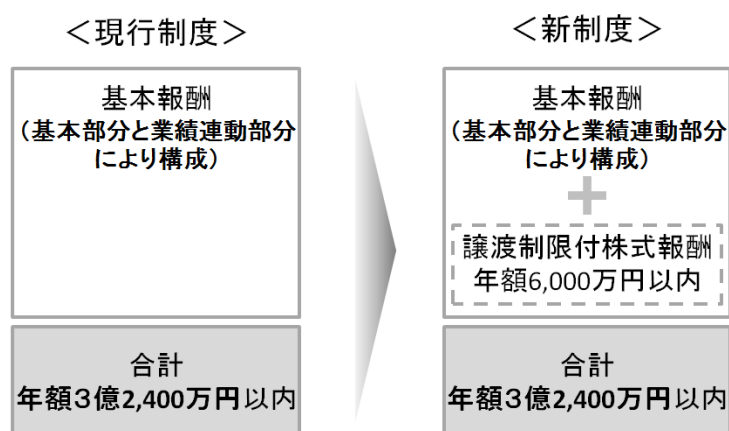 ＜現行制度＞
基本報酬
（基本部分と業績連動部分
により構成）
合計
年額３億2,400万円以内
＜新制度＞
基本報酬
（基本部分と業績連動部分
により構成）
＋
譲渡制限付株式報酬
年額6,000万円以内
合計
年額３億2,400万円以内